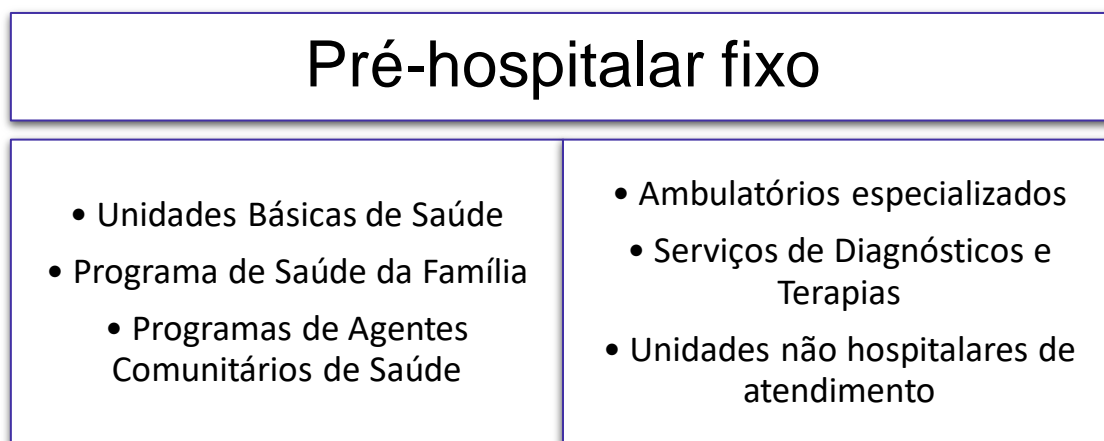 Pré-hospitalar fixo
• Unidades Básicas de Saúde
• Programa de Saúde da Família
• Programas de Agentes
Comunitários de Saúde
• Ambulatórios especializados
• Serviços de Diagnósticos e
Terapias
• Unidades não hospitalares de
atendimento